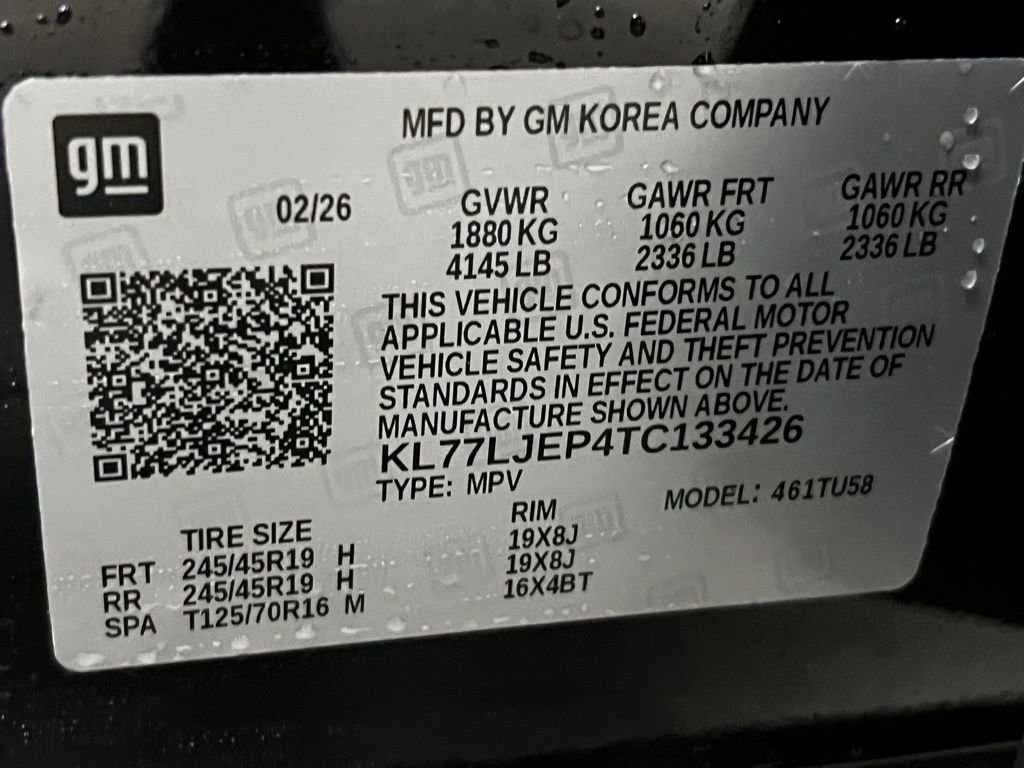 gm
MFD BY GM KOREA COMPANY
02/26
GVWR GAWR FRT GAWR RR
1880 KG 1060 KG 1060 KG
4145 LB 2336 LB 2336 LB
THIS VEHICLE CONFORMS TO ALL
APPLICABLE U.S. FEDERAL MOTOR
VEHICLE SAFETY AND THEFT PREVENTION
STANDARDS IN EFFECT ON THE DATE OF
MANUFACTURE SHOWN ABOVE.
KL77LJEP4TC133426
TYPE: MPV MODEL: 461TU58
TIRE SIZE RIM
FRT 245/45R19 H 19X8J
RR 245/45R19 H 19X8J
SPA T125/70R16 M 16X4BT